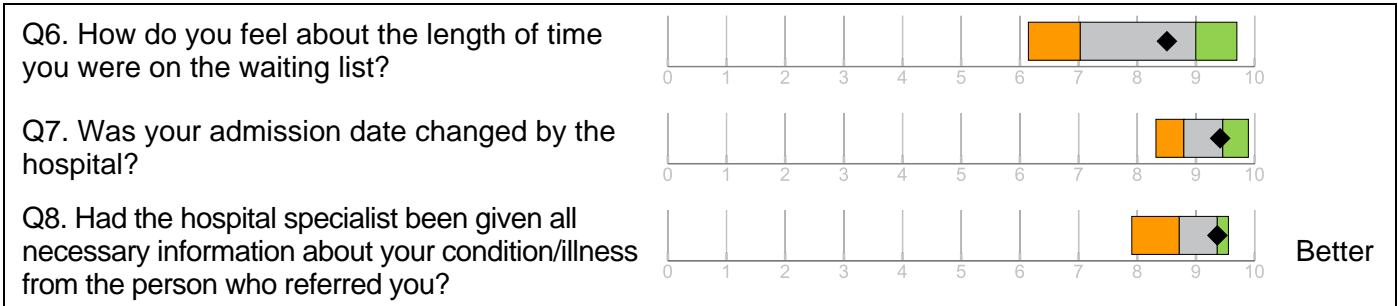 Q6. How do you feel about the length of time
you were on the waiting list?
0 1 2 3 4 5 6 7 8 9 10
Q7. Was your admission date changed by the
hospital?
0 1 2 3 4 5 6 7 8 9 10
Q8. Had the hospital specialist been given all
necessary information about your condition/illness
from the person who referred you?
0 1 2 3 4 5 6 7 8 9 10
Better